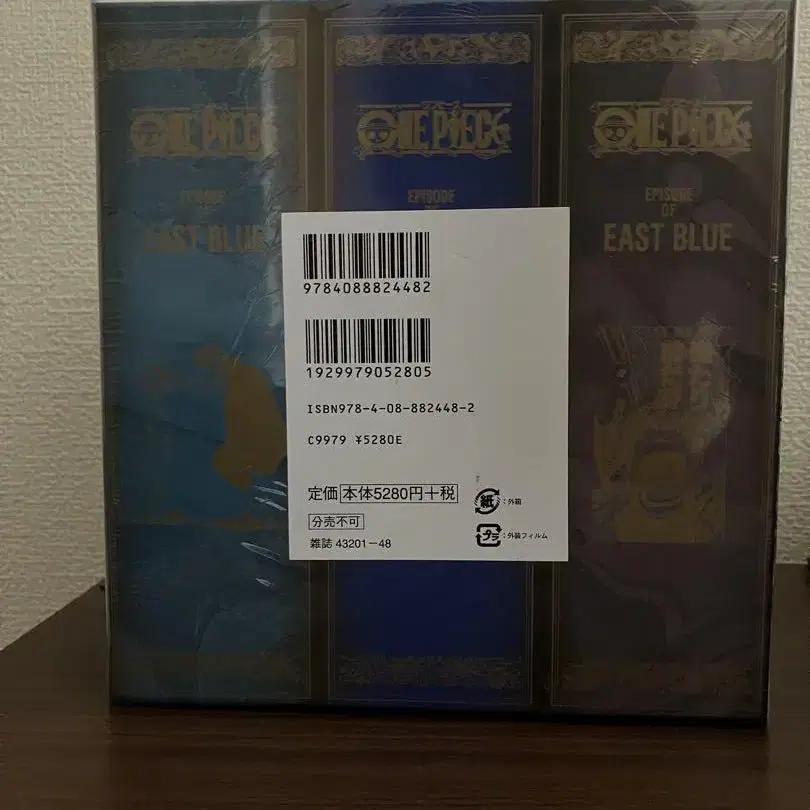 ONE PIECE
EPISODE
OF
EAST BLUE
ONE PIECE
EPISODE
ONE PIECE
EPISODE
OF
EAST BLUE
9784088824482
1929979052805
ISBN978-4-08-882448-2
C9979 ¥5280E
定価 本体5280円+税
分売不可
雑誌 43201-48
紙:外箱
プラ:外装フィルム